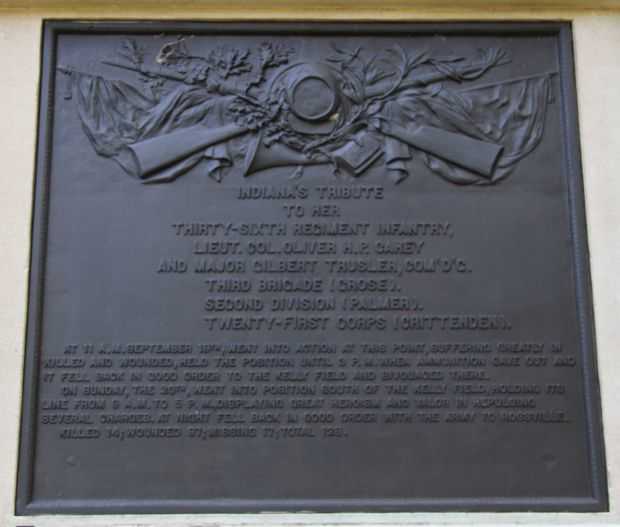 INDIANA'S TRIBUTE
TO HER
THIRTY-SIXTH REGIMENT INFANTRY,
LIEUT. COL. OLIVER H.P. CAREY
AND MAJOR GILBERT TRUSLER, COM'D'G.
THIRD BRIGADE (GROSE).
SECOND DIVISION (PALMER).
TWENTY-FIRST CORPS (CRITTENDEN).
AT 11 A.M. SEPTEMBER 19TH, WENT INTO ACTION AT THIS POINT, SUFFERING GREATLY IN
KILLED AND WOUNDED, HELD THE POSITION UNTIL 3 P.M. WHEN AMMUNITION GAVE OUT AND
IT FELL BACK IN GOOD ORDER TO THE KELLY FIELD AND BIVOUACED THERE.
ON SUNDAY, THE 20TH, WENT INTO POSITION SOUTH OF THE KELLY FIELD, HOLDING ITS
LINE FROM 9 A.M. TO 5 P.M. DISPLAYING GREAT HEROISM AND VALOR IN REPULSING
SEVERAL CHARGES. AT NIGHT FELL BACK IN GOOD ORDER WITH THE ARMY TO ROSSVILLE.
KILLED 14; WOUNDED 97; MISSING 17; TOTAL 128.